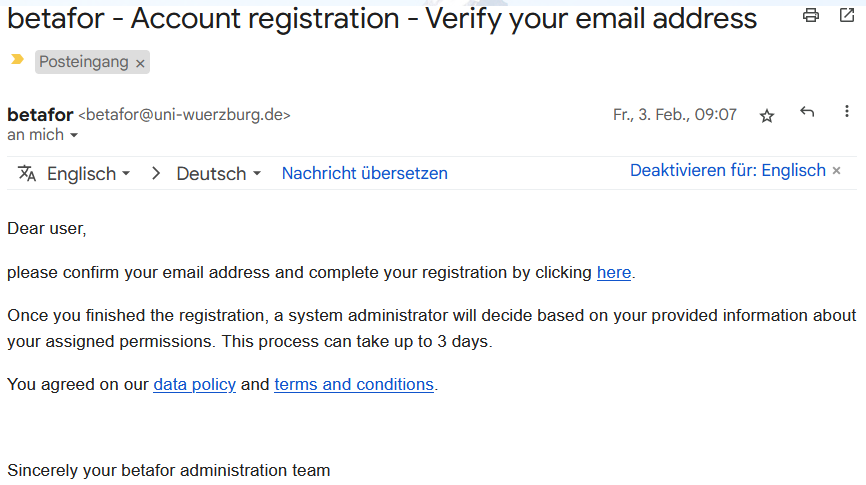 betafor - Account registration - Verify your email address
Posteingang ×
betafor <betafor@uni-wuerzburg.de>
Fr., 3. Feb., 09:07
an mich
Englisch > Deutsch Nachricht übersetzen
Deaktivieren für: Englisch ×
Dear user,
please confirm your email address and complete your registration by clicking here.
Once you finished the registration, a system administrator will decide based on your provided information about
your assigned permissions. This process can take up to 3 days.
You agreed on our data policy and terms and conditions.
Sincerely your betafor administration team